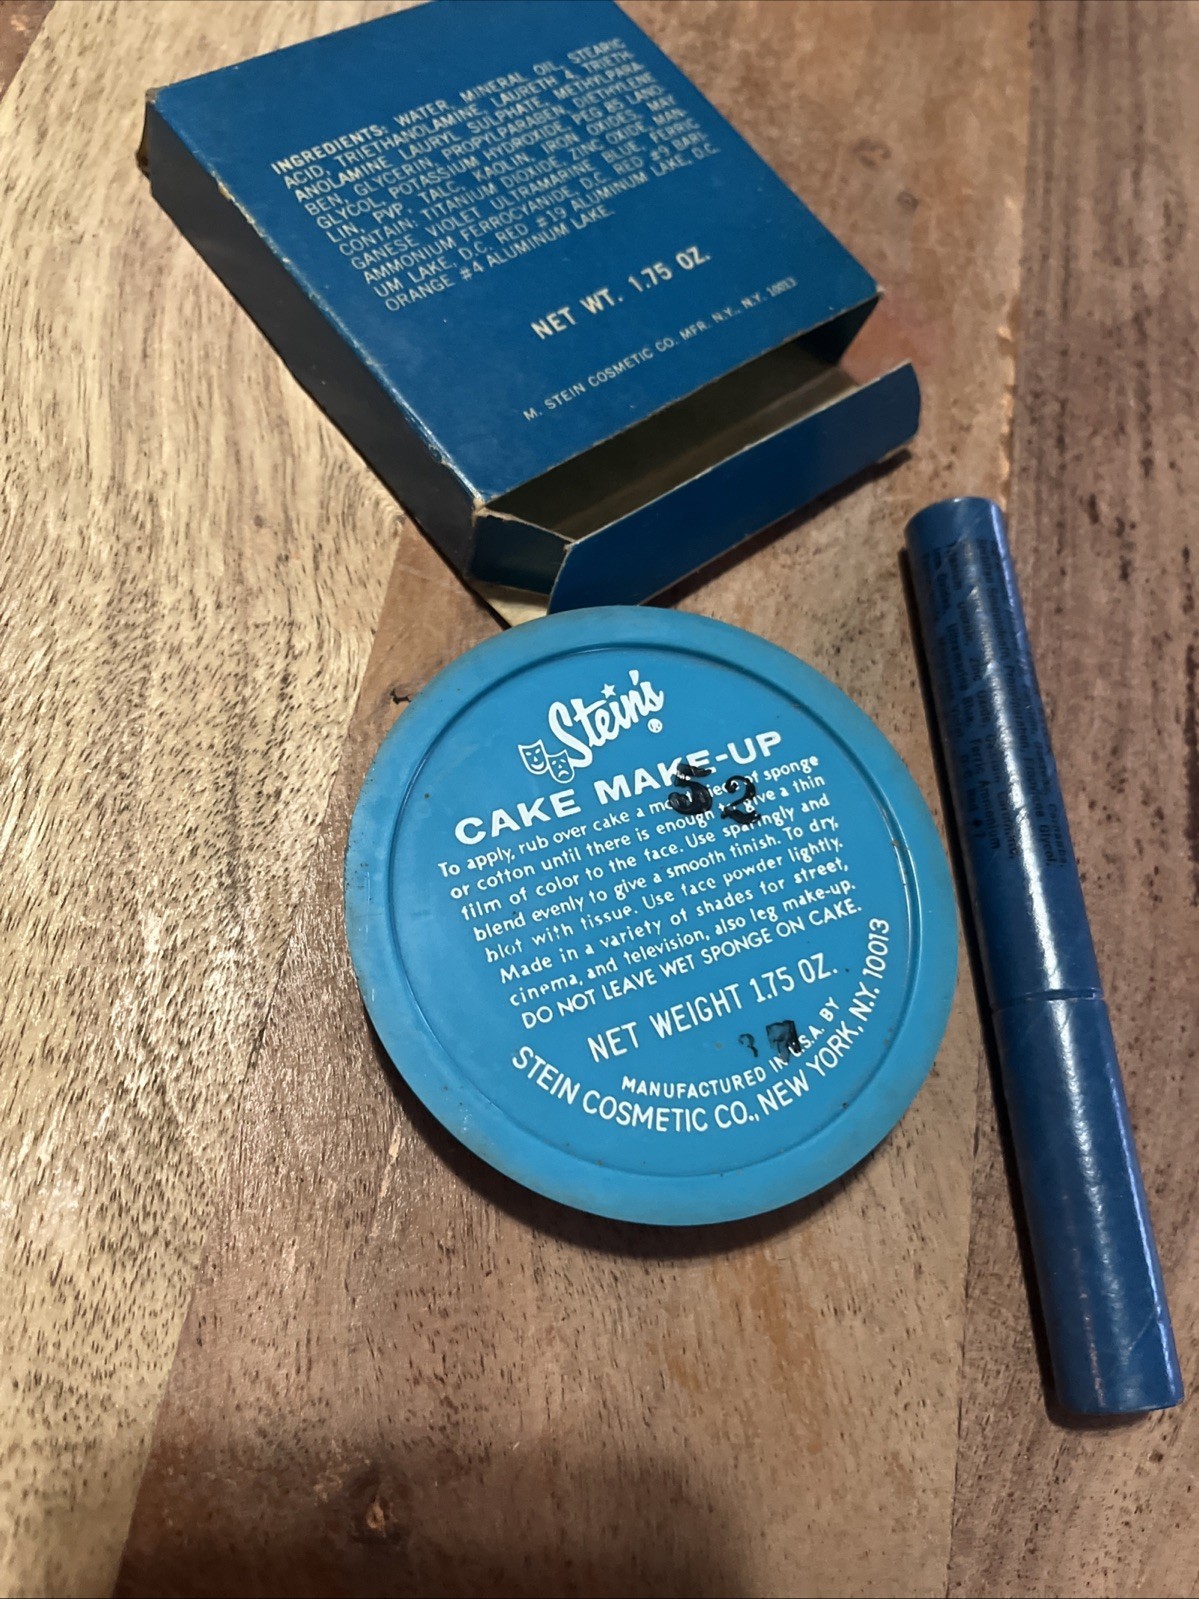 INGREDIENTS: WATER, MINERAL OIL, STEARIC
ACID, TRIETHANOLAMINE, LAURETH 4, TRIETH-
ANOLAMINE LAURYL SULPHATE, METHYLPARA-
BEN, GLYCERIN, PROPYLPARABEN, DIETHYLENE
GLYCOL, POTASSIUM HYDROXIDE, PEG 85 LANO-
LIN, PVP, TALC, KAOLIN, IRON OXIDES, MAY
CONTAIN: TITANIUM DIOXIDE, ZINC OXIDE, MAN-
GANESE VIOLET, ULTRAMARINE BLUE, FERRIC
AMMONIUM FERROCYANIDE, D.C. RED #9 BARI-
UM LAKE, D.C. RED #19 ALUMINUM LAKE, D.C.
ORANGE #4 ALUMINUM LAKE.
NET WT. 1.75 OZ.
M. STEIN COSMETIC CO. MFR. N.Y., N.Y. 10013
Stein's ®
CAKE MAKE-UP
52
To apply, rub over cake a piece of sponge
or cotton until there is enough to give a thin
film of color to the face. Use sparingly and
blend evenly to give a smooth finish. To dry,
blot with tissue. Use face powder lightly.
Made in a variety of shades for street,
cinema, and television, also leg make-up.
DO NOT LEAVE WET SPONGE ON CAKE.
NET WEIGHT 1.75 OZ.
3
MANUFACTURED IN U.S.A. BY
STEIN COSMETIC CO., NEW YORK, N.Y. 10013